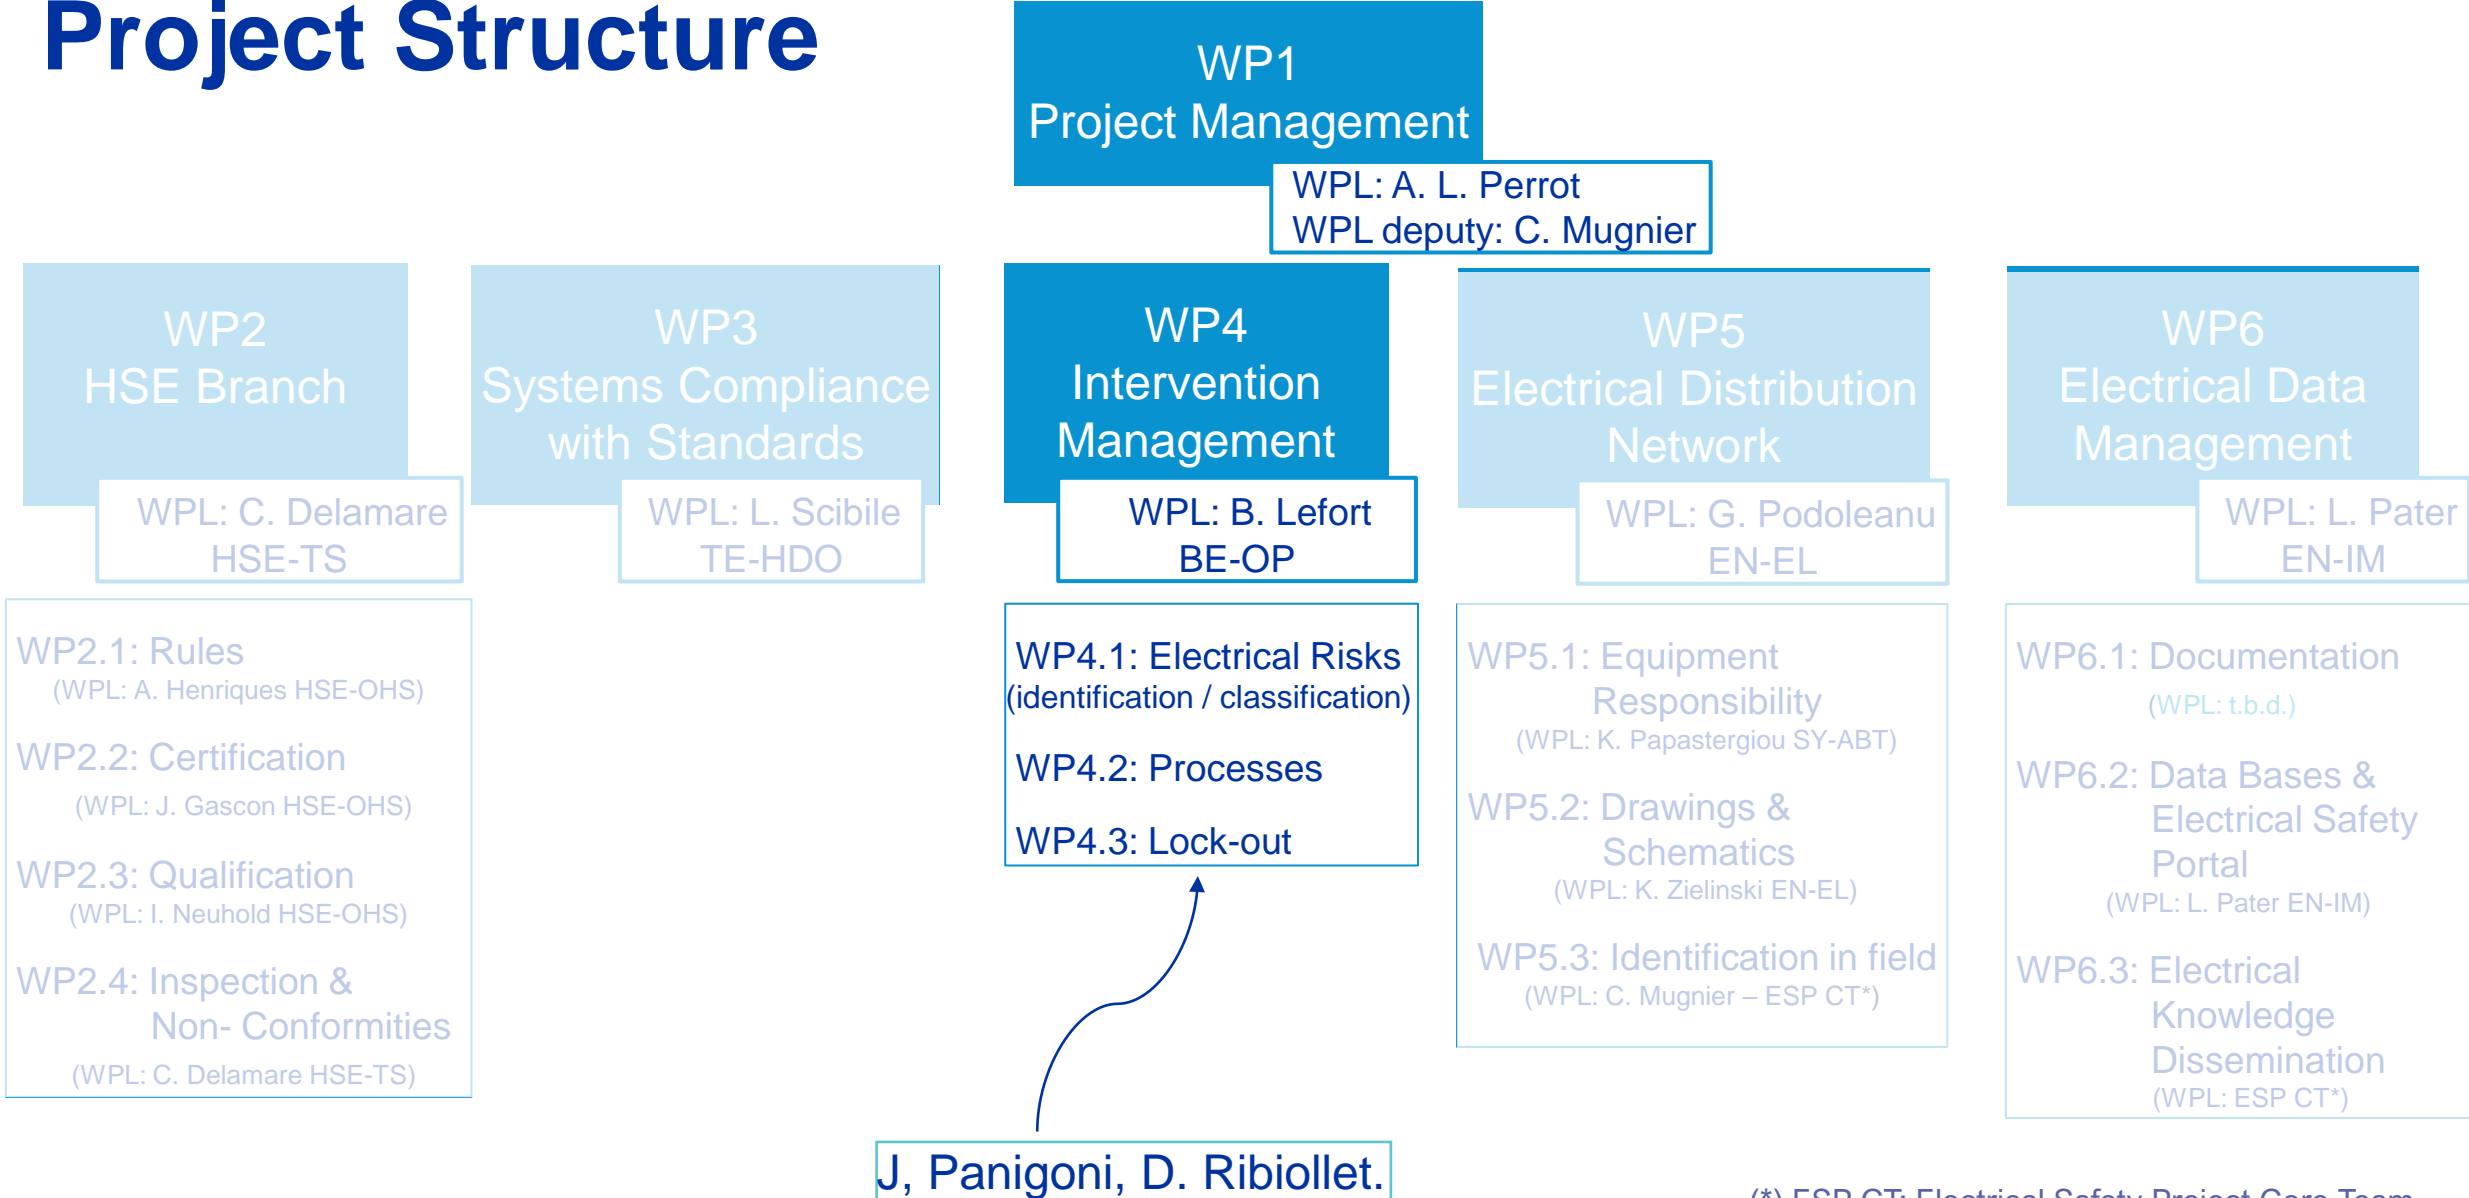 Project Structure
WP1
Project Management
WPL: A. L. Perrot
WPL deputy: C. Mugnier
WP2
HSE Branch
WPL: C. Delamare
HSE-TS
WP2.1: Rules
(WPL: A. Henriques HSE-OHS)
WP2.2: Certification
(WPL: J. Gascon HSE-OHS)
WP2.3: Qualification
(WPL: I. Neuhold HSE-OHS)
WP2.4: Inspection &
Non- Conformities
(WPL: C. Delamare HSE-TS)
WP3
Systems Compliance
with Standards
WPL: L. Scibile
TE-HDO
WP4
Intervention
Management
WPL: B. Lefort
BE-OP
WP4.1: Electrical Risks
(identification / classification)
WP4.2: Processes
WP4.3: Lock-out
J, Panigoni, D. Ribiollet.
WP5
Electrical Distribution
Network
WPL: G. Podoleanu
EN-EL
WP5.1: Equipment
Responsibility
(WPL: K. Papastergiou SY-ABT)
WP5.2: Drawings &
Schematics
(WPL: K. Zielinski EN-EL)
WP5.3: Identification in field
(WPL: C. Mugnier – ESP CT*)
WP6
Electrical Data
Management
WPL: L. Pater
EN-IM
WP6.1: Documentation
(WPL: t.b.d.)
WP6.2: Data Bases &
Electrical Safety
Portal
(WPL: L. Pater EN-IM)
WP6.3: Electrical
Knowledge
Dissemination
(WPL: ESP CT*)
(*) ESP CT: Electrical Safety Project Core Team